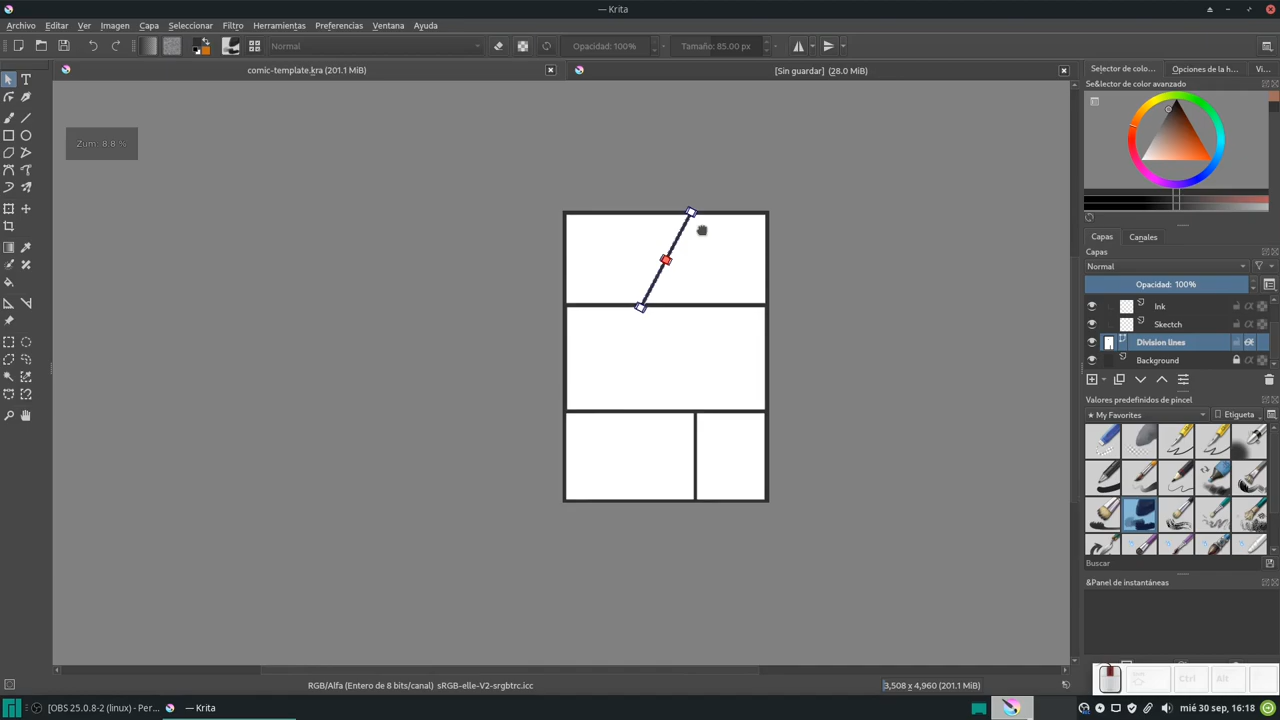 — Krita
Archivo Editar Ver Imagen Capa Seleccionar Filtro Herramientas Preferencias Ventana Ayuda
Normal Opacidad: 100% Tamaño: 85.00 px
comic-template.kra (201.1 MiB) [Sin guardar] (28.0 MiB)
Selector de colo... Opciones de la h... Vi...
Se&lector de color avanzado
Zum: 8.8 %
Capas Canales
Capas
Normal
Opacidad: 100%
Ink
Skectch
Division lines
Background
Valores predefinidos de pincel
★ My Favorites Etiqueta
Buscar
&Panel de instantáneas
Ctrl Alt
RGB/Alfa (Entero de 8 bits/canal) sRGB-elle-V2-srgbtrc.icc 3,508 x 4,960 (201.1 MiB)
[OBS 25.0.8-2 (linux) - Per... — Krita mié 30 sep, 16:18